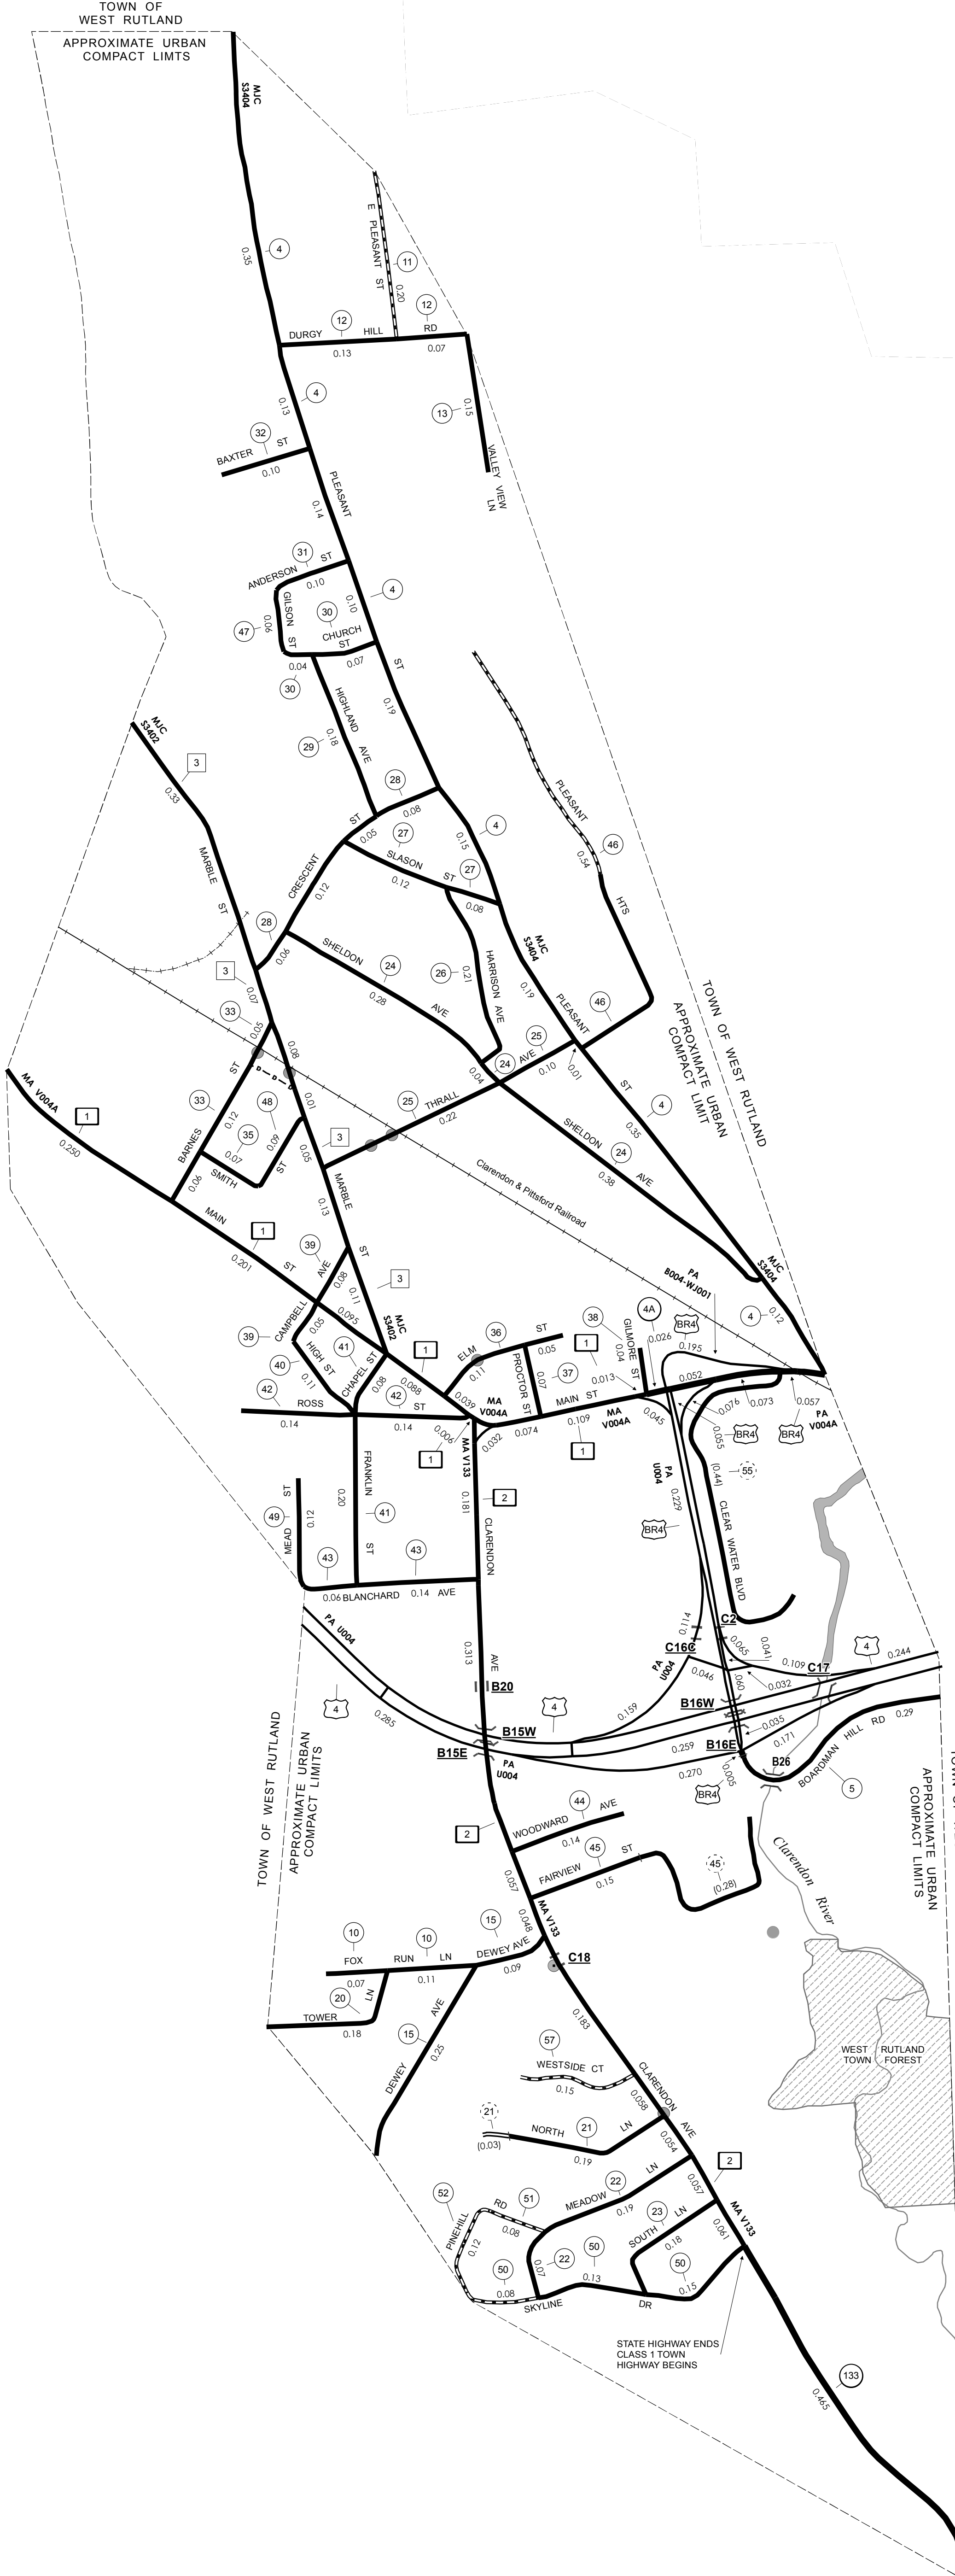 TOWN OF
WEST RUTLAND
APPROXIMATE URBAN
COMPACT LIMTS
MJC
S3404
4
0.35
E PLEASANT ST
11
0.20
12
12
DURGY HILL RD
0.13
0.07
4
0.13
13
0.15
VALLEY VIEW
LN
32
BAXTER ST
0.10
PLEASANT
0.14
31
ANDERSON ST
0.10
4
0.10
GILSON ST
0.06
47
30
CHURCH
ST
0.07
0.04
30
ST
0.19
HIGHLAND AVE
0.18
29
MJC
S3402
3
0.33
28
0.08
ST
0.05
27
SLASON ST
0.12
27
0.08
4
0.15
PLEASANT
46
0.54
HTS
MARBLE ST
CRESCENT
0.12
28
0.06
SHELDON AVE
24
0.28
HARRISON AVE
26
0.21
MJC
S3404
0.19
PLEASANT
46
TOWN OF WEST RUTLAND
APPROXIMATE URBAN
COMPACT LIMIT
3
0.07
33
0.05
0.08
0.01
25
0.10
0.01
24
0.04
AVE
THRALL
25
0.22
ST
4
0.35
SHELDON AVE
24
0.38
MA V004A
1
0.250
33
0.12
BARNES ST
0.06
35
0.07
48
0.09
SMITH ST
0.05
3
MARBLE ST
0.13
Clarendon & Pittsford Railroad
MAIN ST
1
0.201
39
AVE
0.08
0.11
3
MJC
S3402
0.095
CAMPBELL
39
0.05
HIGH ST
40
0.11
41
CHAPEL ST
0.08
42
ROSS ST
0.14
42
0.14
1
0.088
0.039
0.006
1
ELM ST
36
0.11
0.05
PROCTOR ST
0.07
37
MA
V004A
0.032
0.074
MAIN ST
0.109
1
1
0.013
38
GILMORE ST
0.04
4A
0.026
MA
V004A
0.045
PA
B004-WJ001
BR4
0.195
0.052
MJC
S3404
4
0.12
0.076
0.073
0.057
0.055
BR4
BR4
PA
V004A
(0.44)
55
CLEAR WATER BLVD
PA
U004
0.229
BR4
MA V133
0.181
2
CLARENDON AVE
FRANKLIN ST
0.20
41
49
MEAD ST
0.12
43
0.06
43
BLANCHARD AVE
0.14
PA U004
4
0.285
0.313
B20
B15W
B15E
PA
U004
4
0.159
PA
U004
0.114
C16C
C2
0.046
0.065
0.041
0.109
0.032
.060
C17
4
0.244
B16W
B16E
0.035
0.171
0.259
0.270
0.005
BR4
B26
BOARDMAN HILL RD
0.29
5
TOWN OF WEST RUTLAND
APPROXIMATE URBAN
COMPACT LIMITS
APPROXIMATE URBAN
COMPACT LIMITS
2
WOODWARD AVE
44
0.14
0.057
FAIRVIEW ST
45
0.15
45
(0.28)
Clarendon River
MA V133
0.048
15
DEWEY AVE
0.09
10
10
FOX RUN LN
0.07
0.11
20
TOWER LN
0.18
15
DEWEY AVE
0.25
C18
0.183
57
WESTSIDE CT
0.15
CLARENDON AVE
0.058
21
(0.03)
21
NORTH LN
0.19
0.054
2
0.057
WEST RUTLAND
TOWN FOREST
22
MEADOW LN
0.19
23
SOUTH LN
0.18
0.061
MA V133
52
PINEHILL RD
0.12
51
0.08
22
0.07
50
0.08
50
0.13
50
0.15
SKYLINE DR
STATE HIGHWAY ENDS
CLASS 1 TOWN
HIGHWAY BEGINS
133
0.465